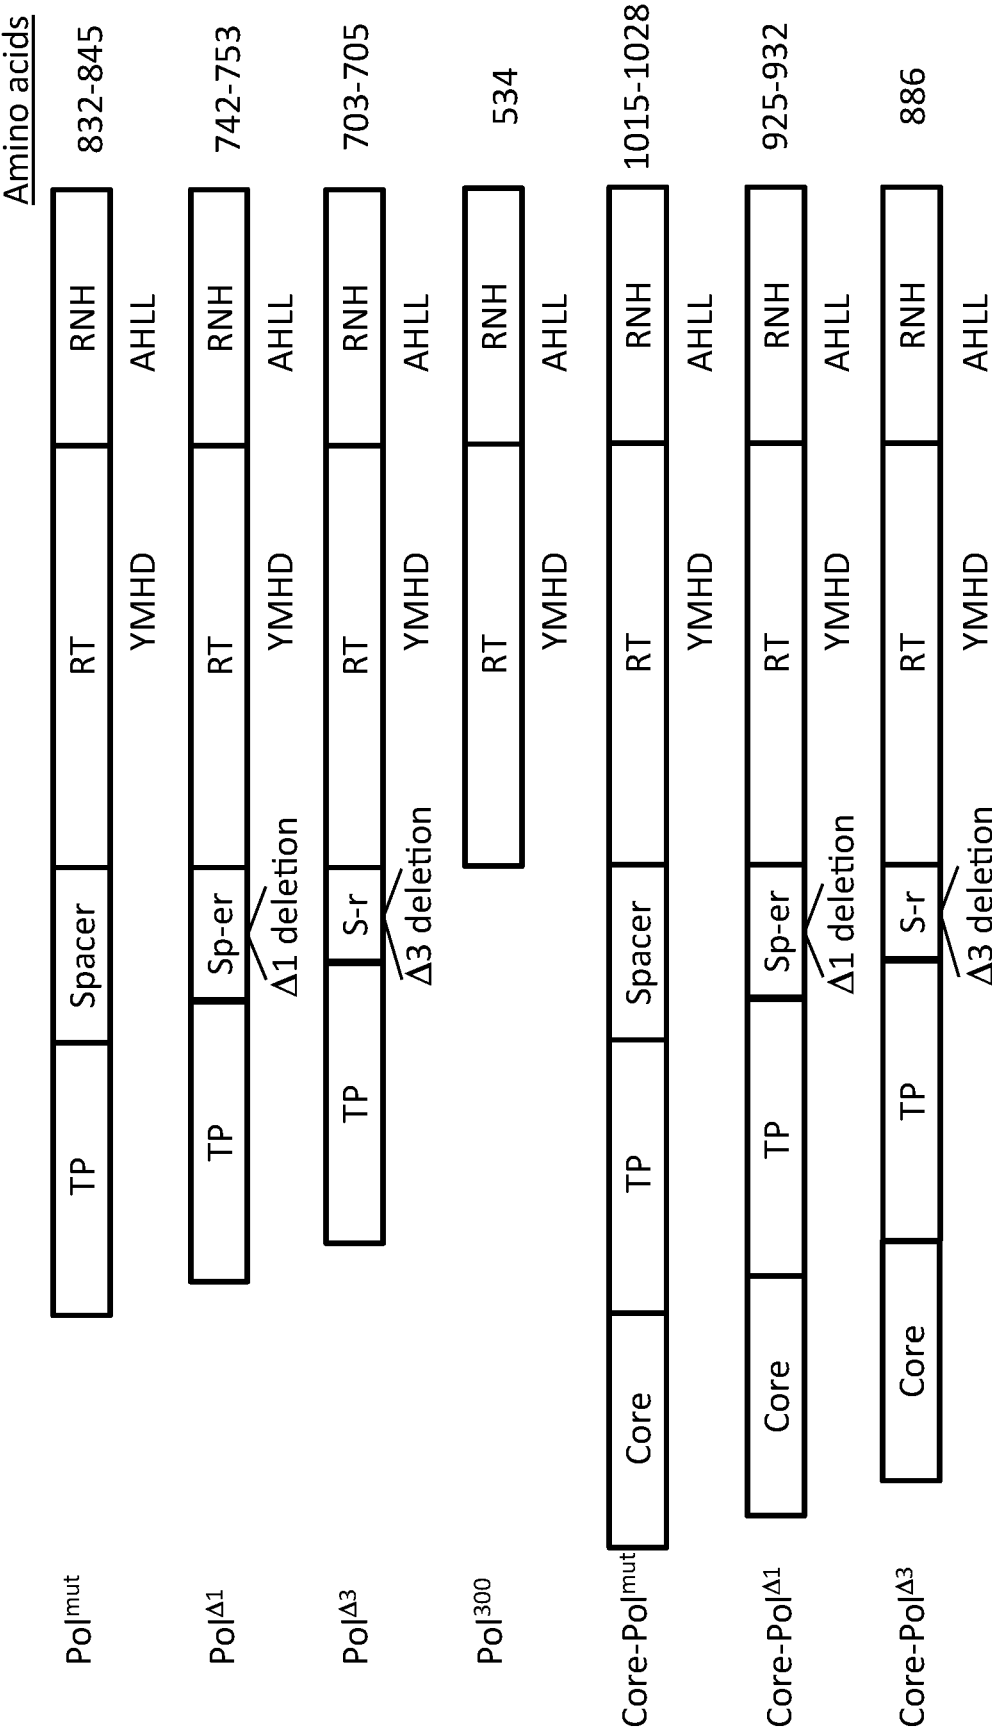 Amino acids
Pol^mut TP Spacer RT RNH 832-845
YMHD AHLL
Pol^Δ1 TP Sp-er RT RNH 742-753
Δ1 deletion YMHD AHLL
Pol^Δ3 TP S-r RT RNH 703-705
Δ3 deletion YMHD AHLL
Pol^300 RT RNH 534
YMHD AHLL
Core-Pol^mut Core TP Spacer RT RNH 1015-1028
YMHD AHLL
Core-Pol^Δ1 Core TP Sp-er RT RNH 925-932
Δ1 deletion YMHD AHLL
Core-Pol^Δ3 Core TP S-r RT RNH 886
Δ3 deletion YMHD AHLL